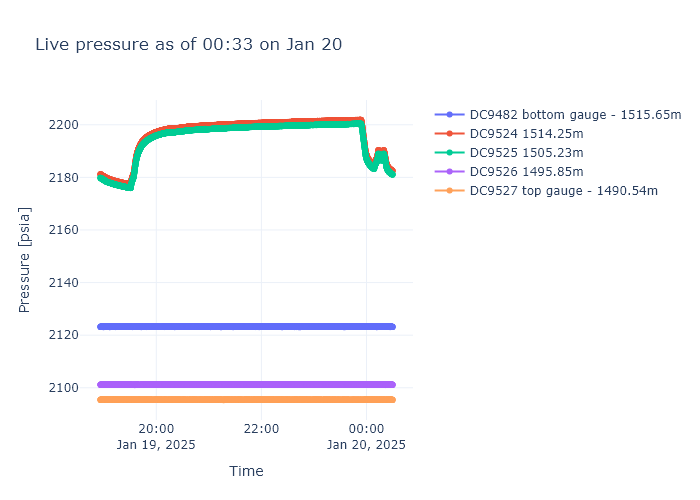 Live pressure as of 00:33 on Jan 20
DC9482 bottom gauge - 1515.65m
DC9524 1514.25m
DC9525 1505.23m
DC9526 1495.85m
DC9527 top gauge - 1490.54m
Pressure [psia]
2200
2180
2160
2140
2120
2100
20:00
Jan 19, 2025
22:00
00:00
Jan 20, 2025
Time